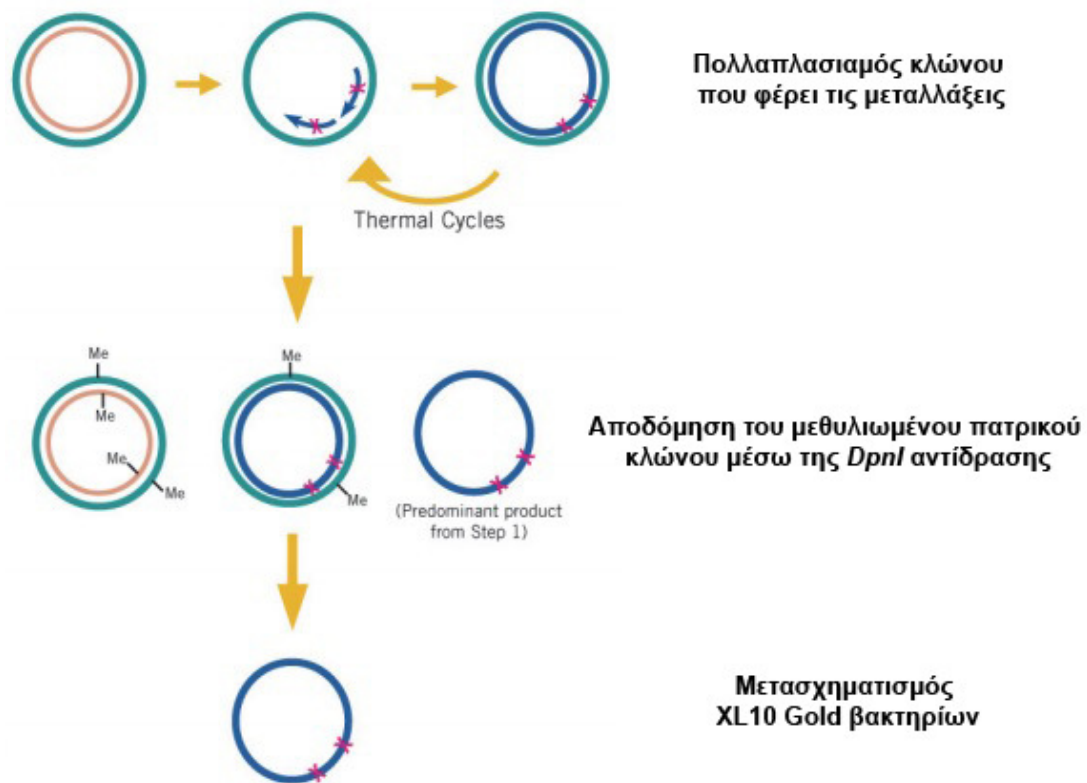 Πολλαπλασιαμός κλώνου
που φέρει τις μεταλλάξεις
Thermal Cycles
Me
Me
Me
Me
Me
Me
(Predominant product
from Step 1)
Αποδόμηση του μεθυλιωμένου πατρικού
κλώνου μέσω της DpnI αντίδρασης
Μετασχηματισμός
XL10 Gold βακτηρίων